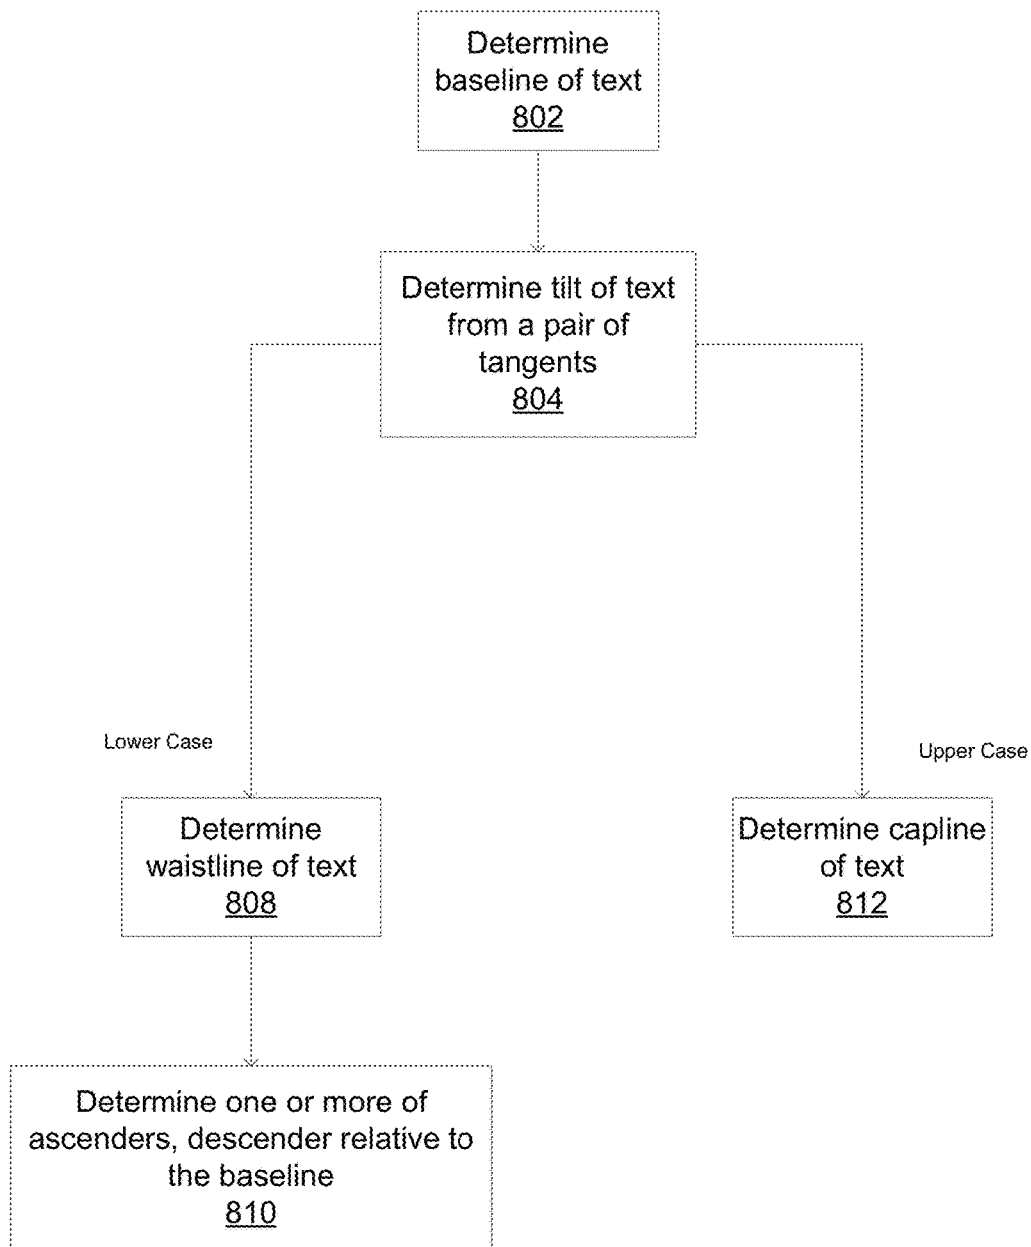 Determine
baseline of text
802
Determine tilt of text
from a pair of
tangents
804
Lower Case
Upper Case
Determine
waistline of text
808
Determine capline
of text
812
Determine one or more of
ascenders, descender relative to
the baseline
810